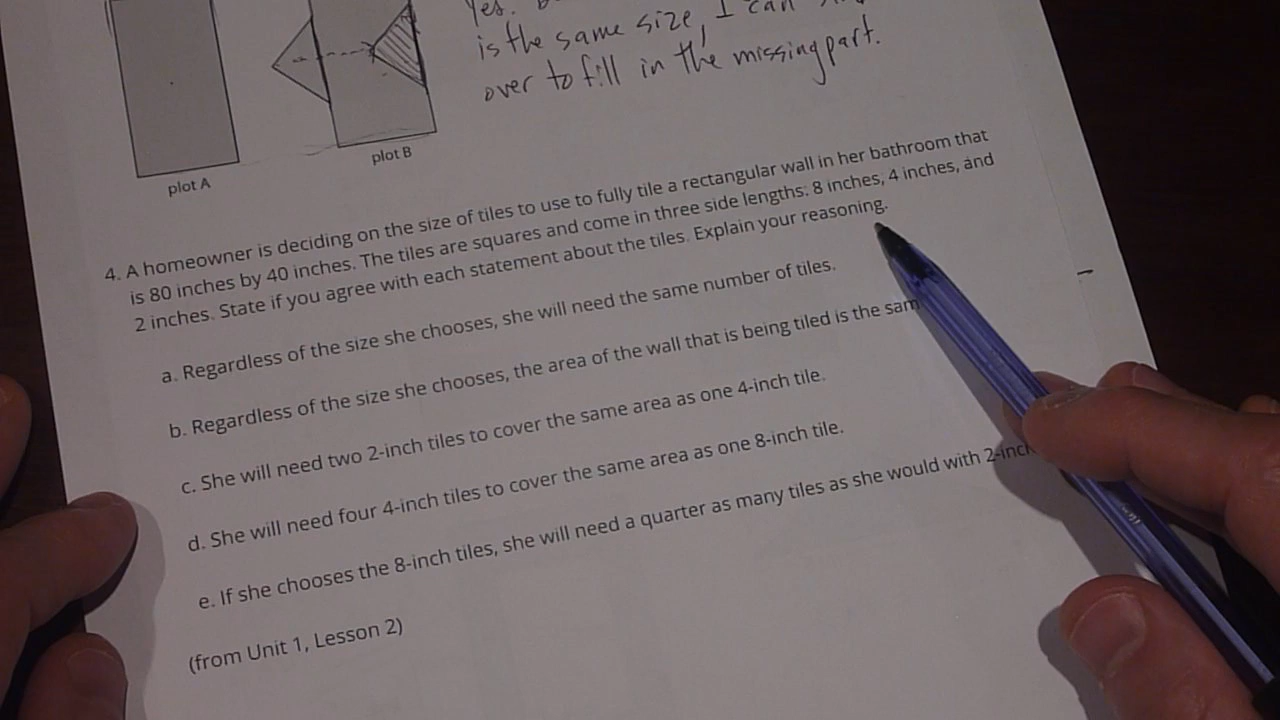 Yes.
is the same size, I can
over to fill in the missing part.
plot A
plot B
4. A homeowner is deciding on the size of tiles to use to fully tile a rectangular wall in her bathroom that
is 80 inches by 40 inches. The tiles are squares and come in three side lengths: 8 inches, 4 inches, and
2 inches. State if you agree with each statement about the tiles. Explain your reasoning.
a. Regardless of the size she chooses, she will need the same number of tiles.
b. Regardless of the size she chooses, the area of the wall that is being tiled is the sam
c. She will need two 2-inch tiles to cover the same area as one 4-inch tile.
d. She will need four 4-inch tiles to cover the same area as one 8-inch tile.
e. If she chooses the 8-inch tiles, she will need a quarter as many tiles as she would with 2-inch
(from Unit 1, Lesson 2)